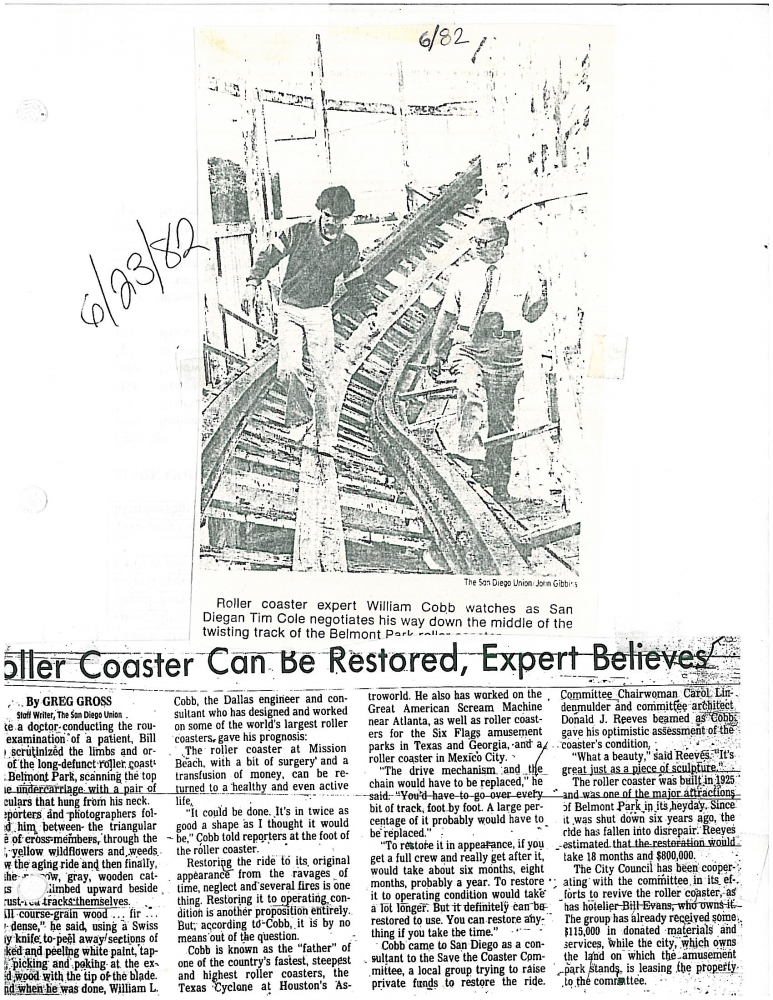 6/82
6/23/82
The San Diego Union/John Gibbins
Roller coaster expert William Cobb watches as San
Diegan Tim Cole negotiates his way down the middle of the
twisting track of the Belmont Park roller coaster
oller Coaster Can Be Restored, Expert Believes
By GREG GROSS
Staff Writer, The San Diego Union
ke a doctor conducting the rou-
examination of a patient, Bill
scrutinized the limbs and or-
of the long-defunct roller coast
Belmont Park, scanning the top
undercarriage with a pair of
culars that hung from his neck.
eporters and photographers fol-
d him between the triangular
e of cross-members, through the
yellow wildflowers and weeds
w the aging ride and then finally,
he narrow, gray, wooden cat-
climbed upward beside
tracks themselves.
ll course-grain wood ... fir ...
dense," he said, using a Swiss
y knife to peel away sections of
ked and peeling white paint, tap-
picking and poking at the ex-
d wood with the tip of the blade.
nd when he was done, William L.
Cobb, the Dallas engineer and con-
sultant who has designed and worked
on some of the world's largest roller
coasters, gave his prognosis:
The roller coaster at Mission
Beach, with a bit of surgery and a
transfusion of money, can be re-
turned to a healthy and even active
life.
"It could be done. It's in twice as
good a shape as I thought it would
be," Cobb told reporters at the foot of
the roller coaster.
Restoring the ride to its original
appearance from the ravages of
time, neglect and several fires is one
thing. Restoring it to operating con-
dition is another proposition entirely.
But, according to Cobb, it is by no
means out of the question.
Cobb is known as the "father" of
one of the country's fastest, steepest
and highest roller coasters, the
Texas Cyclone at Houston's As-
troworld. He also has worked on the
Great American Scream Machine
near Atlanta, as well as roller coast-
ers for the Six Flags amusement
parks in Texas and Georgia, and a
roller coaster in Mexico City.
"The drive mechanism and the
chain would have to be replaced," he
said. "You'd have to go over every
bit of track, foot by foot. A large per-
centage of it probably would have to
be replaced."
"To restore it in appearance, if you
get a full crew and really get after it,
would take about six months, eight
months, probably a year. To restore
it to operating condition would take
a lot longer. But it definitely can be
restored to use. You can restore any-
thing if you take the time."
Cobb came to San Diego as a con-
sultant to the Save the Coaster Com-
mittee, a local group trying to raise
private funds to restore the ride.
Committee Chairwoman Carol Lin-
denmulder and committee architect
Donald J. Reeves beamed as Cobb
gave his optimistic assessment of the
coaster's condition.
"What a beauty," said Reeves. "It's
great just as a piece of sculpture."
The roller coaster was built in 1925
and was one of the major attractions
of Belmont Park in its heyday. Since
it was shut down six years ago, the
ride has fallen into disrepair. Reeves
estimated that the restoration would
take 18 months and $800,000.
The City Council has been cooper-
ating with the committee in its ef-
forts to revive the roller coaster, as
has hotelier Bill Evans, who owns it.
The group has already received some
$115,000 in donated materials and
services, while the city, which owns
the land on which the amusement
park stands, is leasing the property
to the committee.